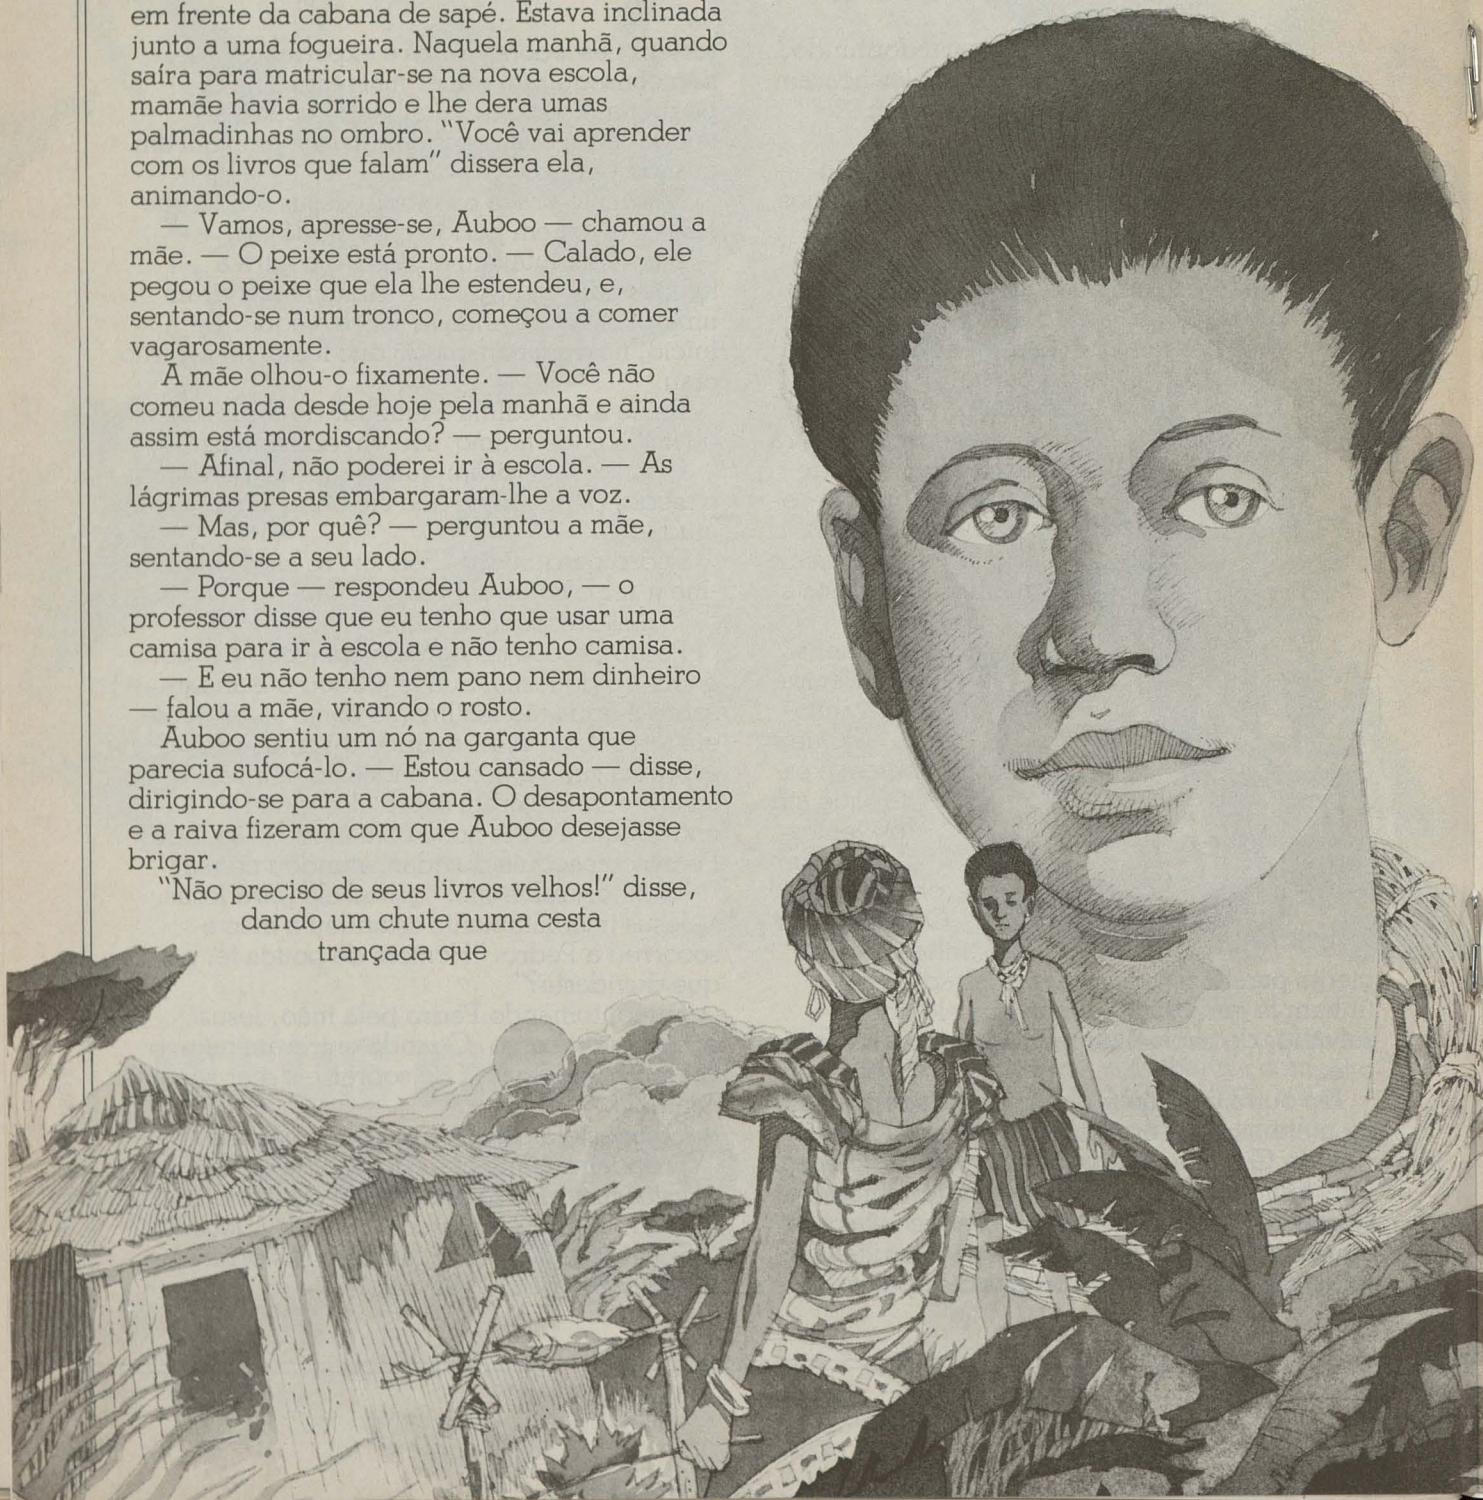 em frente da cabana de sapé. Estava inclinada
junto a uma fogueira. Naquela manhã, quando
saíra para matricular-se na nova escola,
mamãe havia sorrido e lhe dera umas
palmadinhas no ombro. "Você vai aprender
com os livros que falam" dissera ela,
animando-o.
— Vamos, apresse-se, Auboo — chamou a
mãe. — O peixe está pronto. — Calado, ele
pegou o peixe que ela lhe estendeu, e,
sentando-se num tronco, começou a comer
vagarosamente.
A mãe olhou-o fixamente. — Você não
comeu nada desde hoje pela manhã e ainda
assim está mordiscando? — perguntou.
— Afinal, não poderei ir à escola. — As
lágrimas presas embargaram-lhe a voz.
— Mas, por quê? — perguntou a mãe,
sentando-se a seu lado.
— Porque — respondeu Auboo, — o
professor disse que eu tenho que usar uma
camisa para ir à escola e não tenho camisa.
— E eu não tenho nem pano nem dinheiro
— falou a mãe, virando o rosto.
Auboo sentiu um nó na garganta que
parecia sufocá-lo. — Estou cansado — disse,
dirigindo-se para a cabana. O desapontamento
e a raiva fizeram com que Auboo desejasse
brigar.
"Não preciso de seus livros velhos!" disse,
dando um chute numa cesta
trançada que